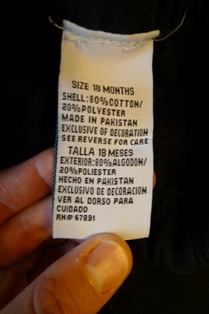 SIZE 18 MONTHS
SHELL: 80%COTTON/
20%POLYESTER
MADE IN PAKISTAN
EXCLUSIVE OF DECORATION
SEE REVERSE FOR CARE
TALLA 18 MESES
EXTERIOR: 80%ALGODON/
20%POLIESTER
HECHO EN PAKISTAN
EXCLUSIVO DE DECORACION
VER AL DORSO PARA
CUIDADO
RN# 67891